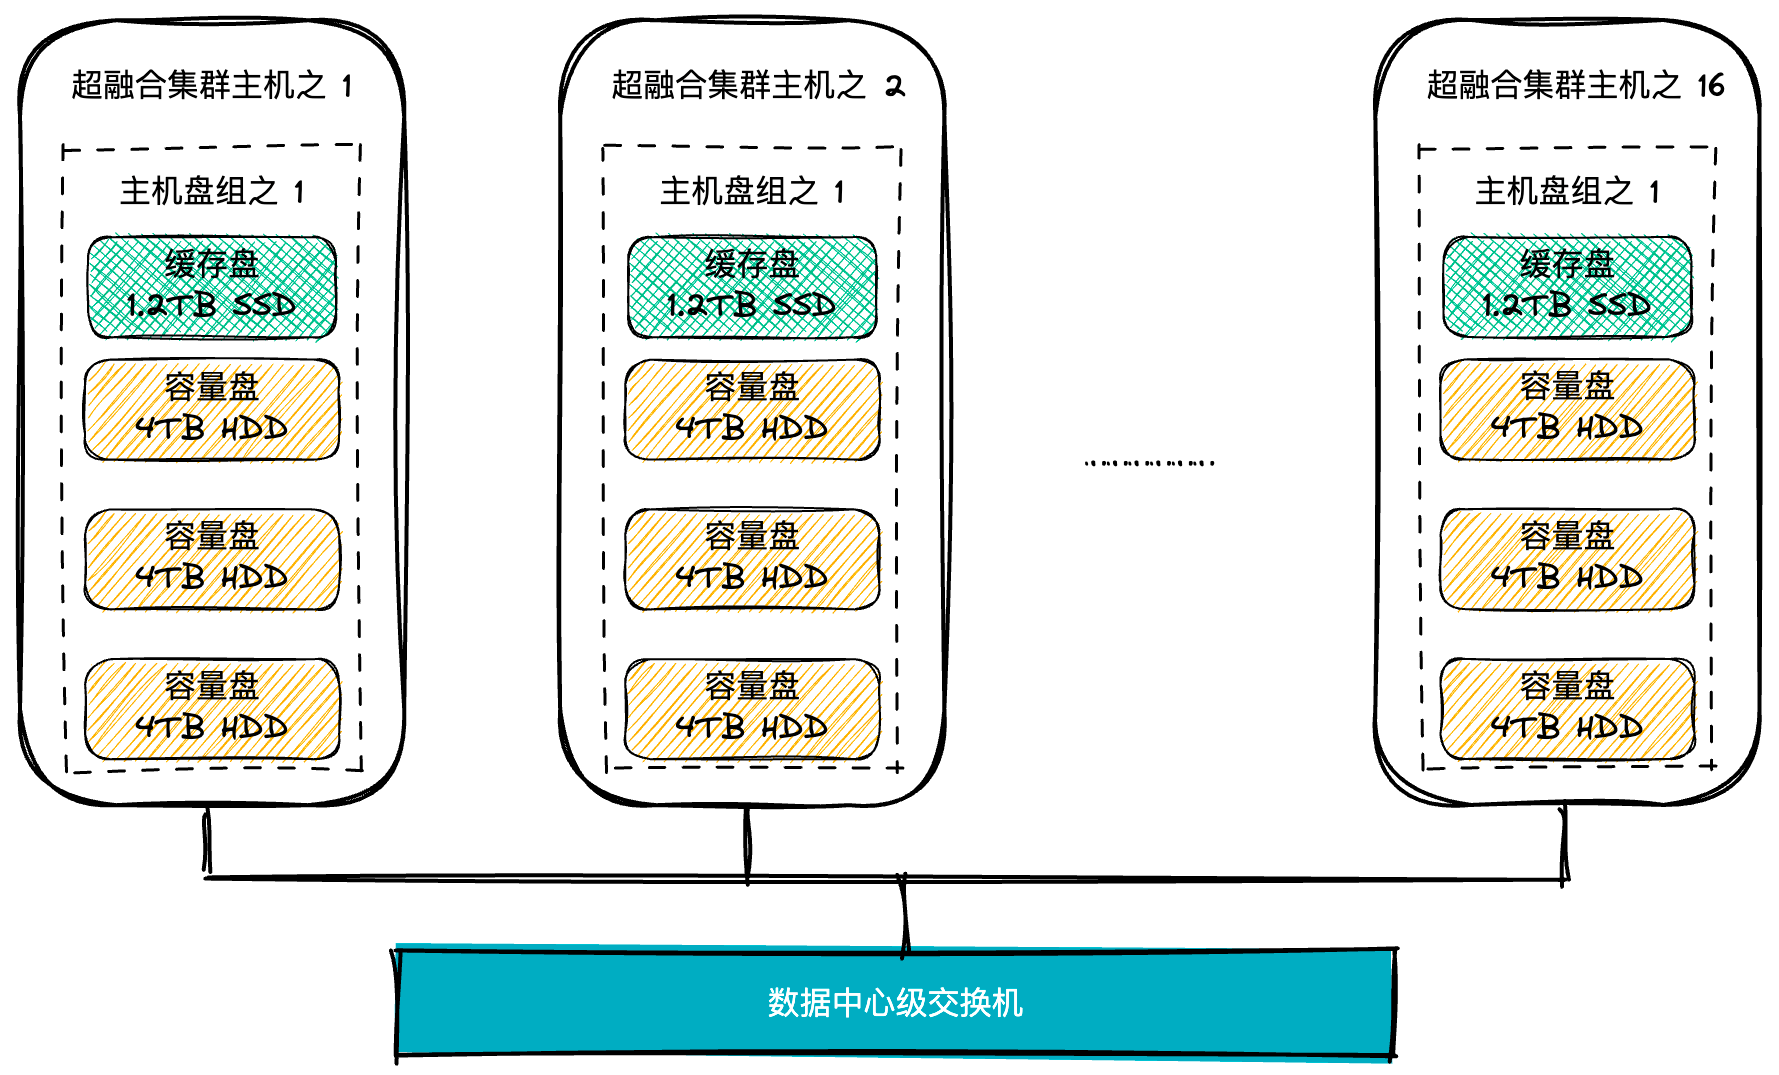 超融合集群主机之 1
主机盘组之 1
缓存盘
1.2TB SSD
容量盘
4TB HDD
容量盘
4TB HDD
容量盘
4TB HDD
超融合集群主机之 2
主机盘组之 1
缓存盘
1.2TB SSD
容量盘
4TB HDD
容量盘
4TB HDD
容量盘
4TB HDD
..................
超融合集群主机之 16
主机盘组之 1
缓存盘
1.2TB SSD
容量盘
4TB HDD
容量盘
4TB HDD
容量盘
4TB HDD
数据中心级交换机